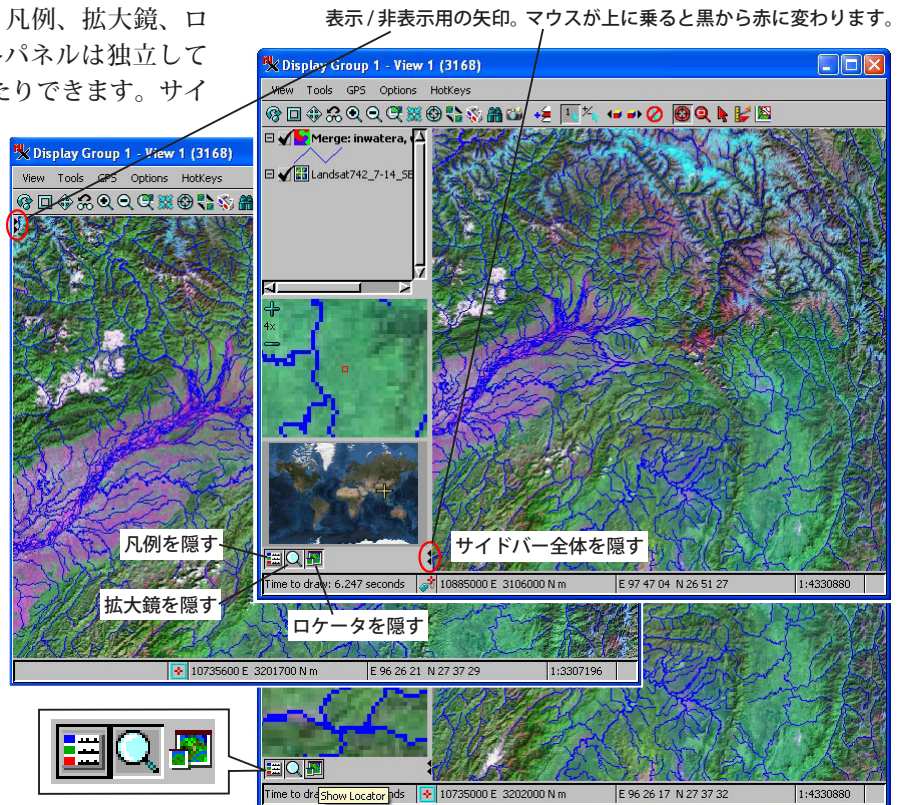 凡例、拡大鏡、ロ
パネルは独立して
たりできます。サイ
表示 / 非表示用の矢印。マウスが上に乗ると黒から赤に変わります。
Display Group 1 - View 1 (3168)
View Tools GPS Options HotKeys
Merge: inwatera,
Landsat742_7-14_SE
4×
凡例を隠す
拡大鏡を隠す
ロケータを隠す
サイドバー全体を隠す
Time to draw: 6.247 seconds 10885000 E 3106000 N m E 97 47 04 N 26 51 27 1:4330880
Display Group 1 - View 1 (3168)
View Tools GPS Options HotKeys
10735600 E 3201700 N m E 96 26 21 N 27 37 29 1:3307196
Time to dra
Show Locator
ds 10735000 E 3202000 N m E 96 26 17 N 27 37 32 1:4330880